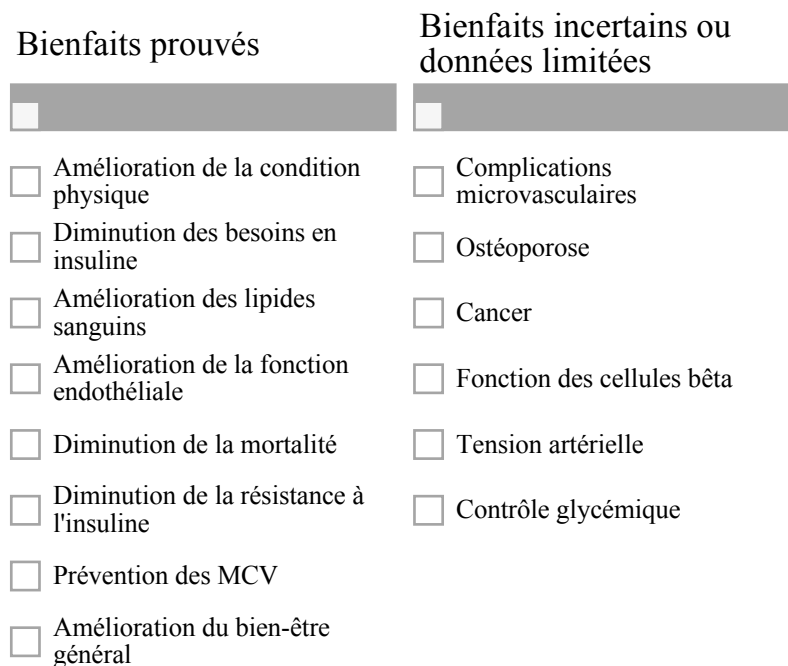 Bienfaits prouvés
Amélioration de la condition
physique
Diminution des besoins en
insuline
Amélioration des lipides
sanguins
Amélioration de la fonction
endothéliale
Diminution de la mortalité
Diminution de la résistance à
l'insuline
Prévention des MCV
Amélioration du bien-être
général
Bienfaits incertains ou
données limitées
Complications
microvasculaires
Ostéoporose
Cancer
Fonction des cellules bêta
Tension artérielle
Contrôle glycémique